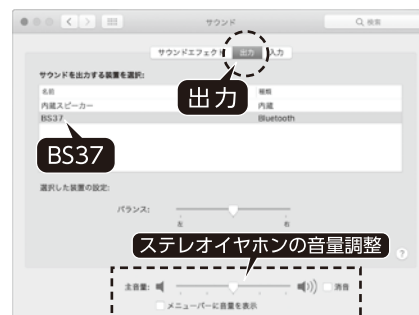 サウンド
検索
サウンドエフェクト 出力 入力
サウンドを出力する装置を選択:
出力
名前 種類
内蔵スピーカー 内蔵
BS37 Bluetooth
BS37
選択した装置の設定:
バランス:
左 右
ステレオイヤホンの音量調整
?
主音量: 消音
メニューバーに音量を表示